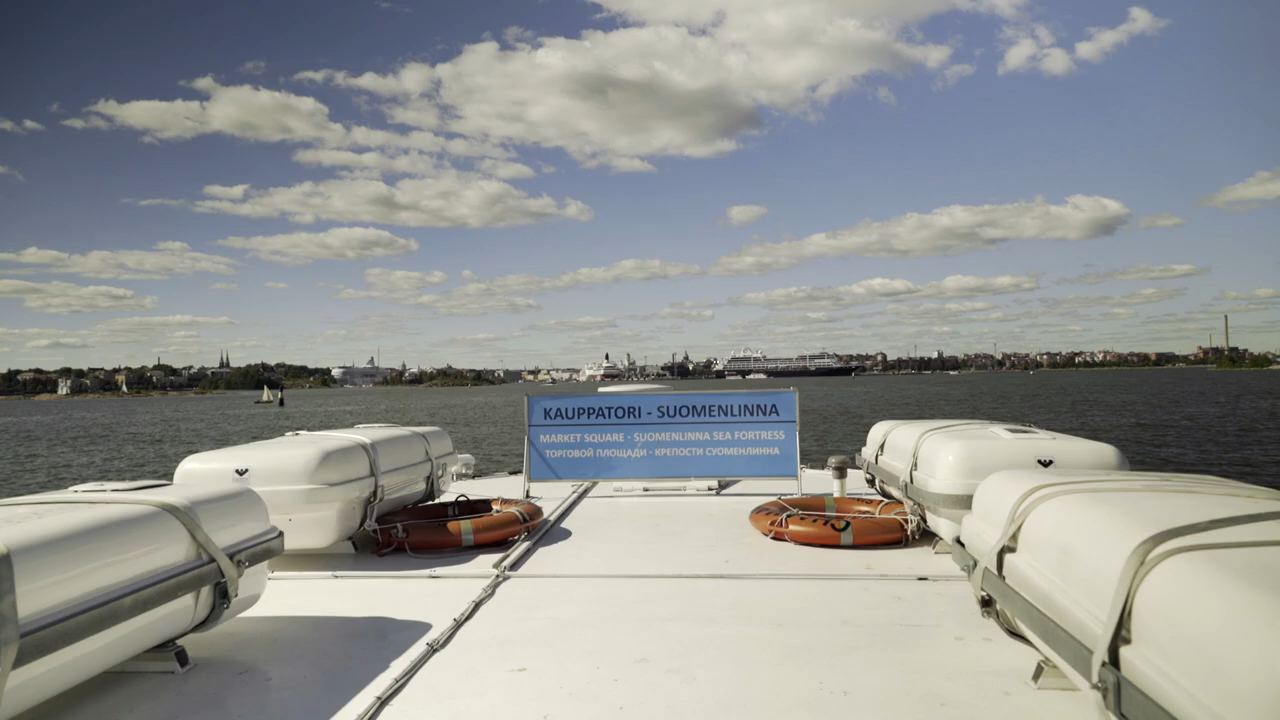 KAUPPATORI - SUOMENLINNA
MARKET SQUARE - SUOMENLINNA SEA FORTRESS
ТОРГОВОЙ ПЛОЩАДИ - КРЕПОСТИ СУОМЕНЛИННА